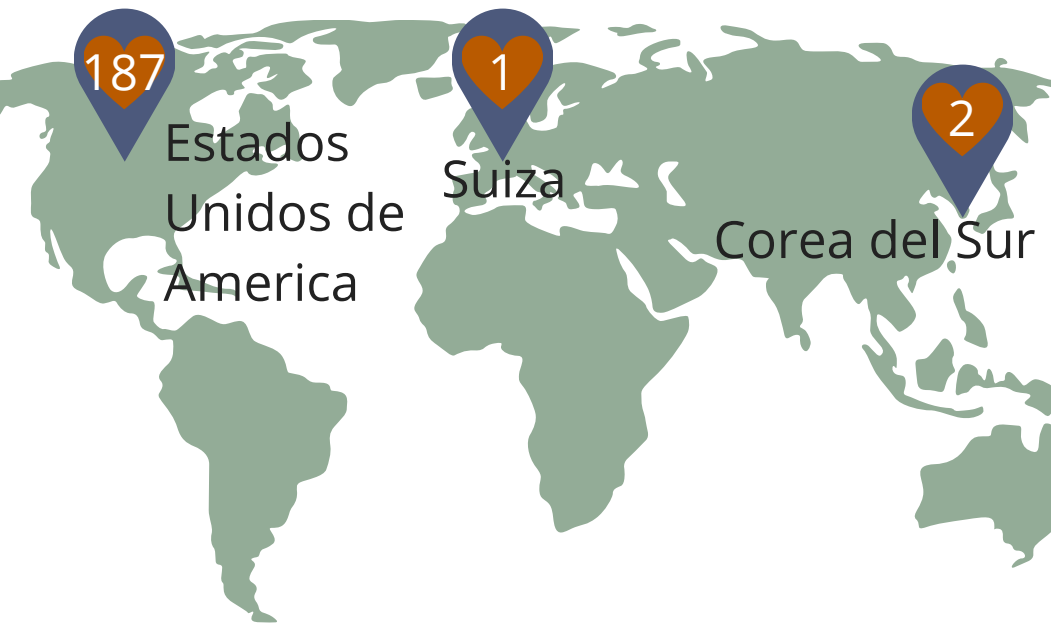 187
Estados
Unidos de
America
1
Suiza
2
Corea del Sur